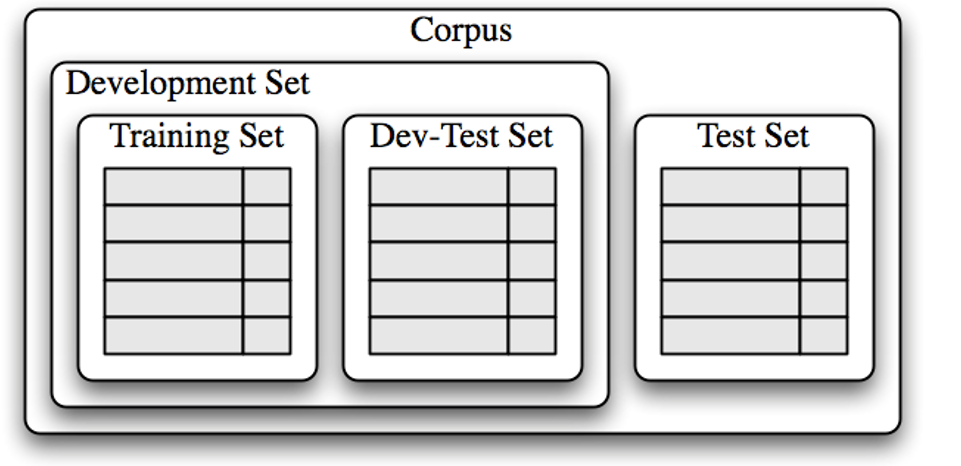 Corpus
Development Set
Training Set
Dev-Test Set
Test Set